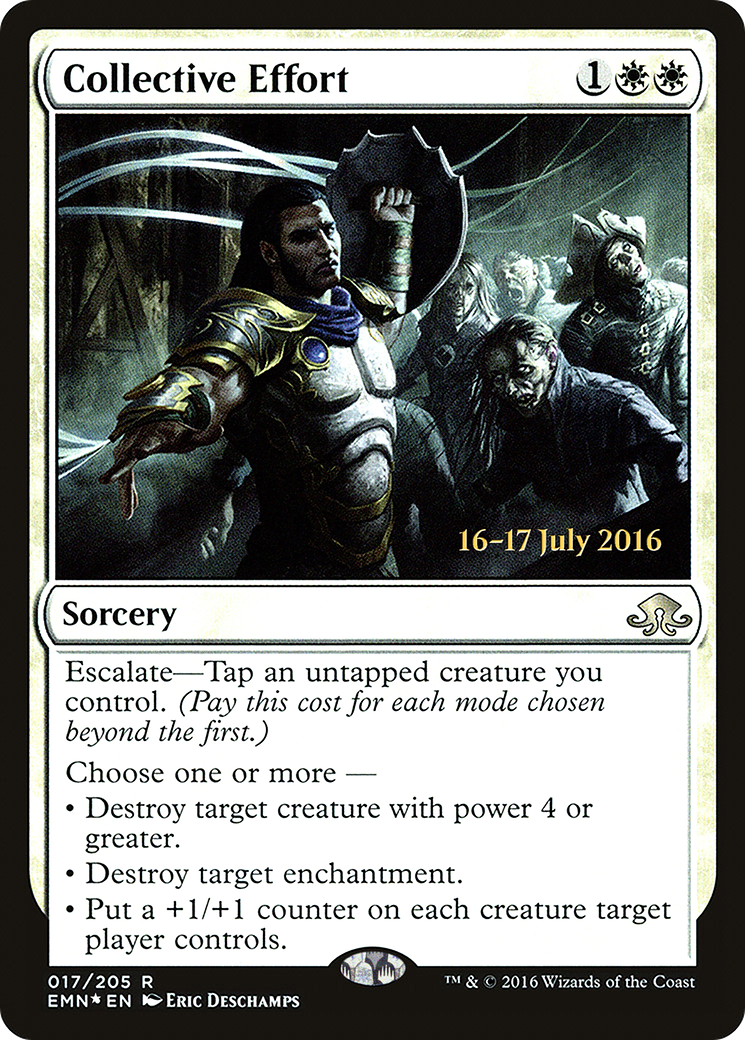 Collective Effort 1
16–17 July 2016
Sorcery
Escalate—Tap an untapped creature you
control. (Pay this cost for each mode chosen
beyond the first.)
Choose one or more —
• Destroy target creature with power 4 or
greater.
• Destroy target enchantment.
• Put a +1/+1 counter on each creature target
player controls.
017/205 R
EMN★EN Eric Deschamps
™ & © 2016 Wizards of the Coast